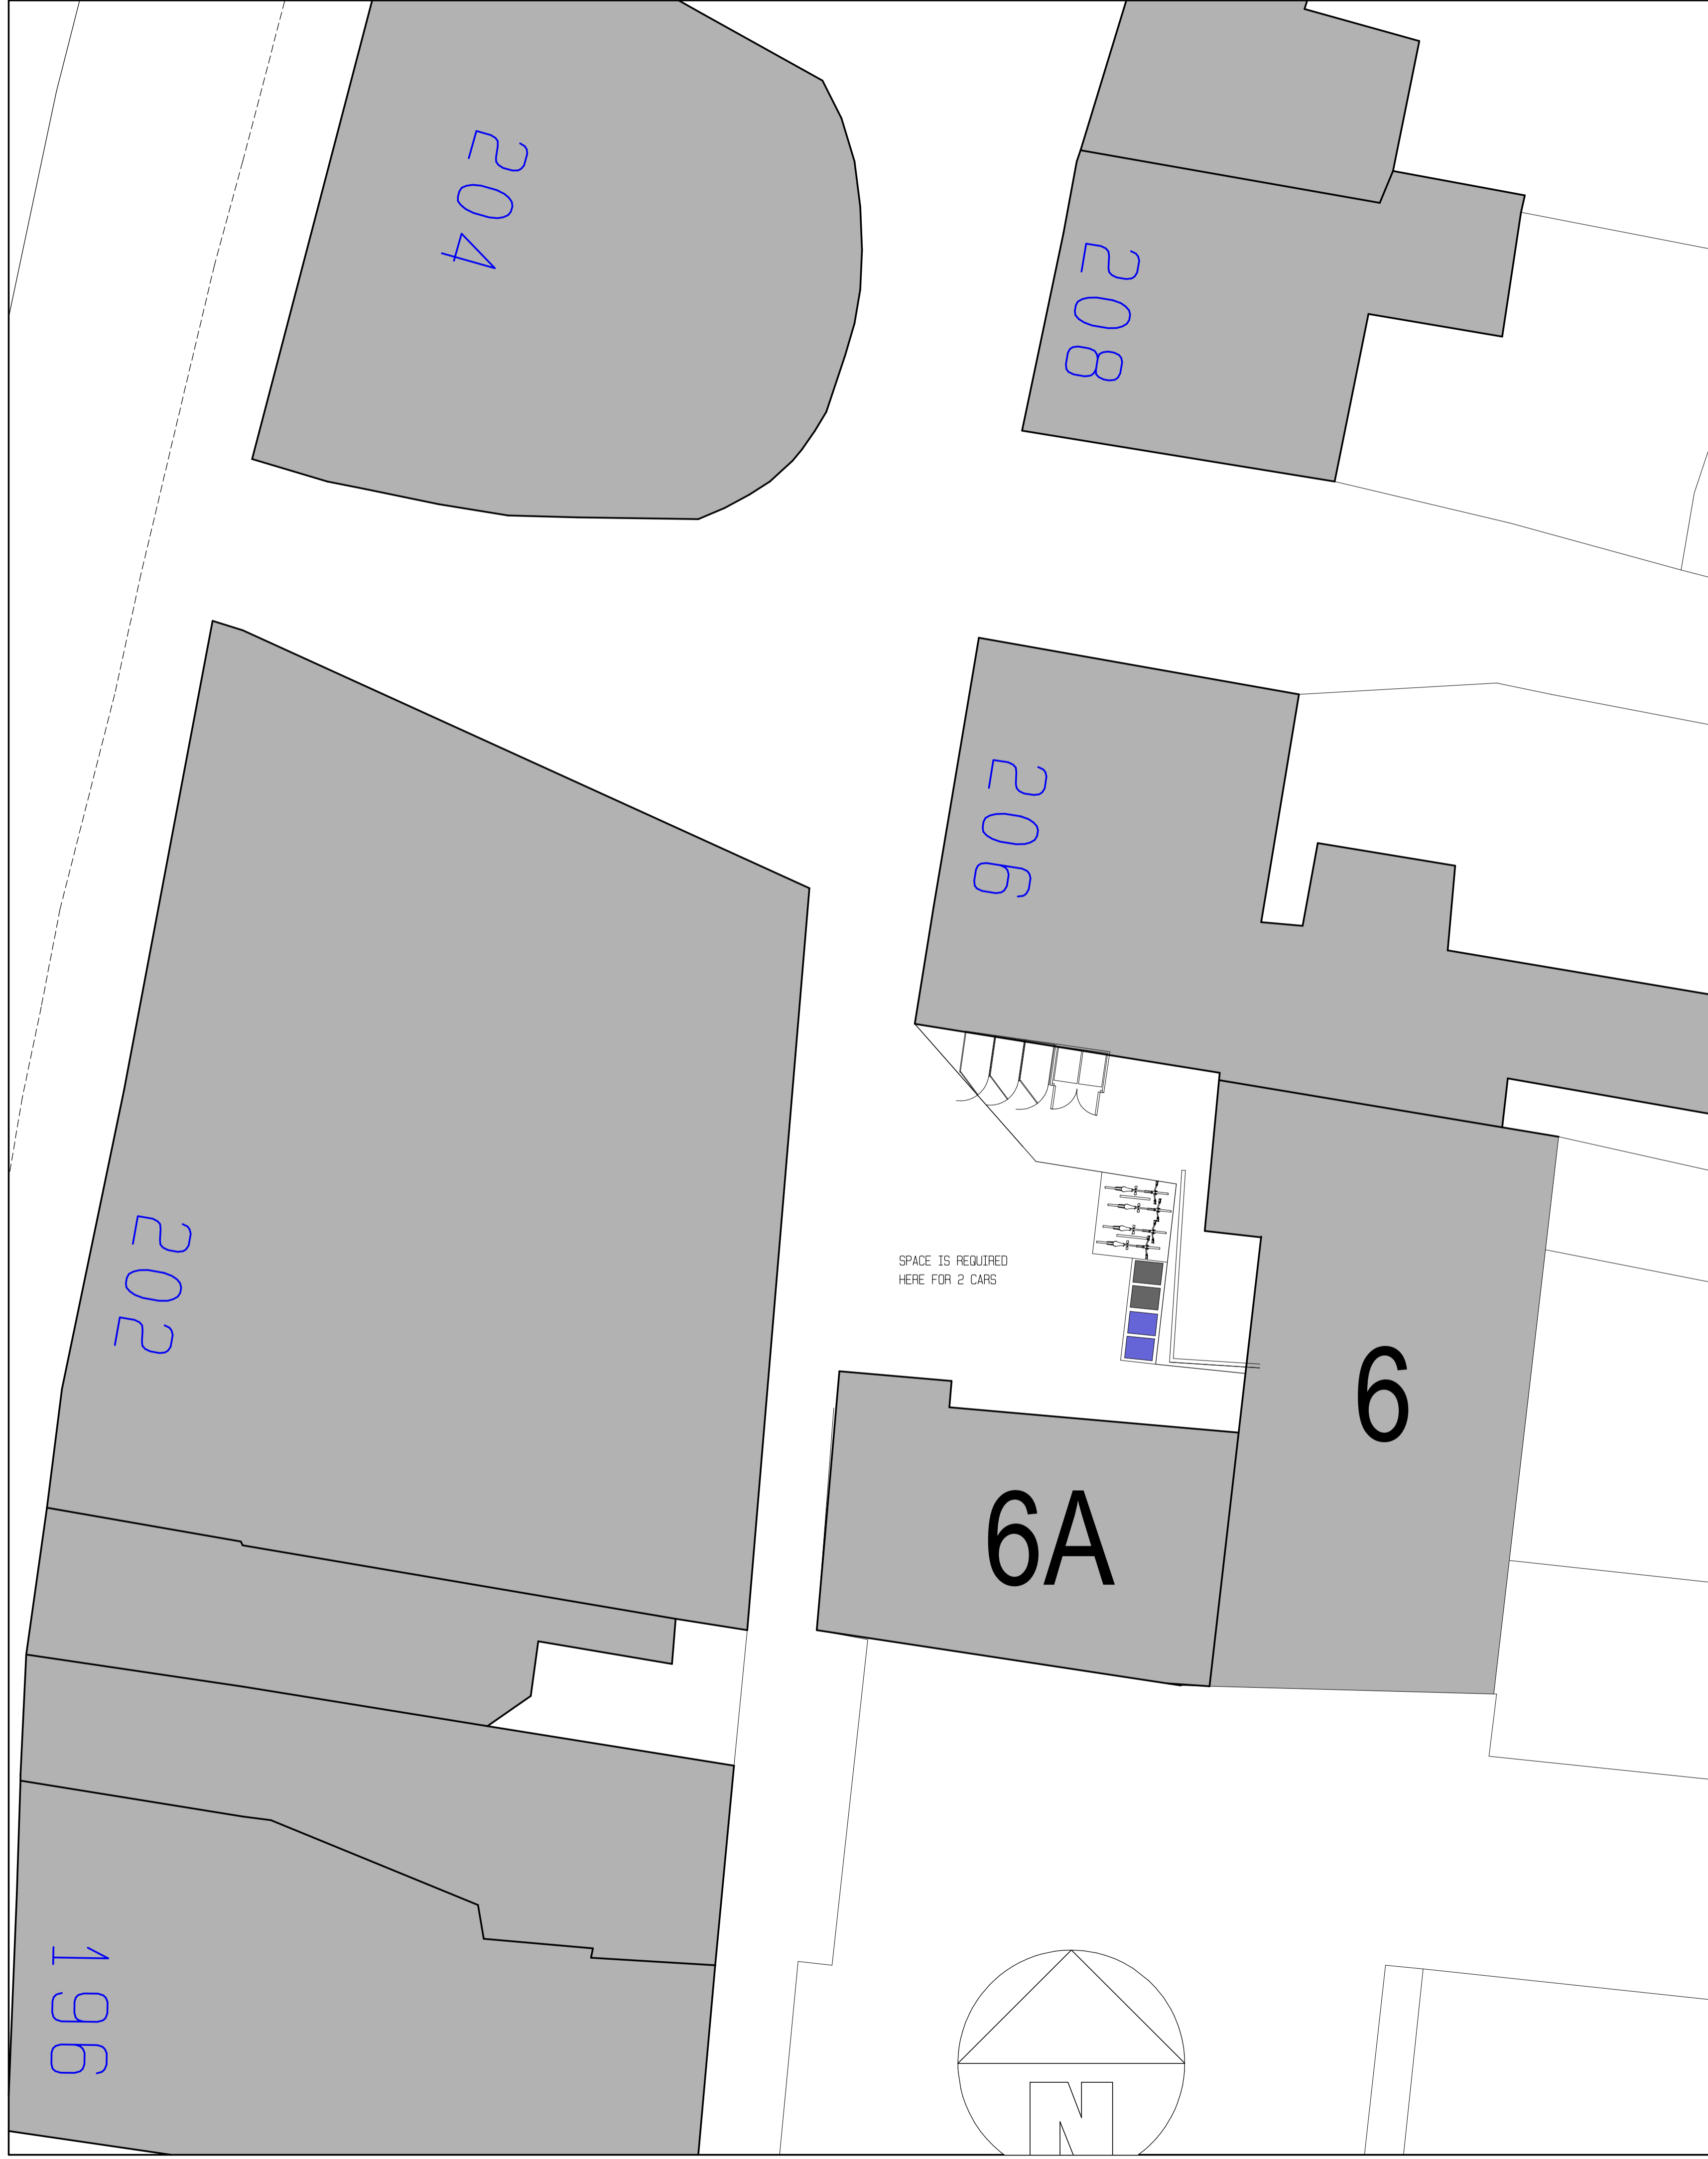 204
208
206
202
SPACE IS REQUIRED
HERE FOR 2 CARS
6
6A
196
N